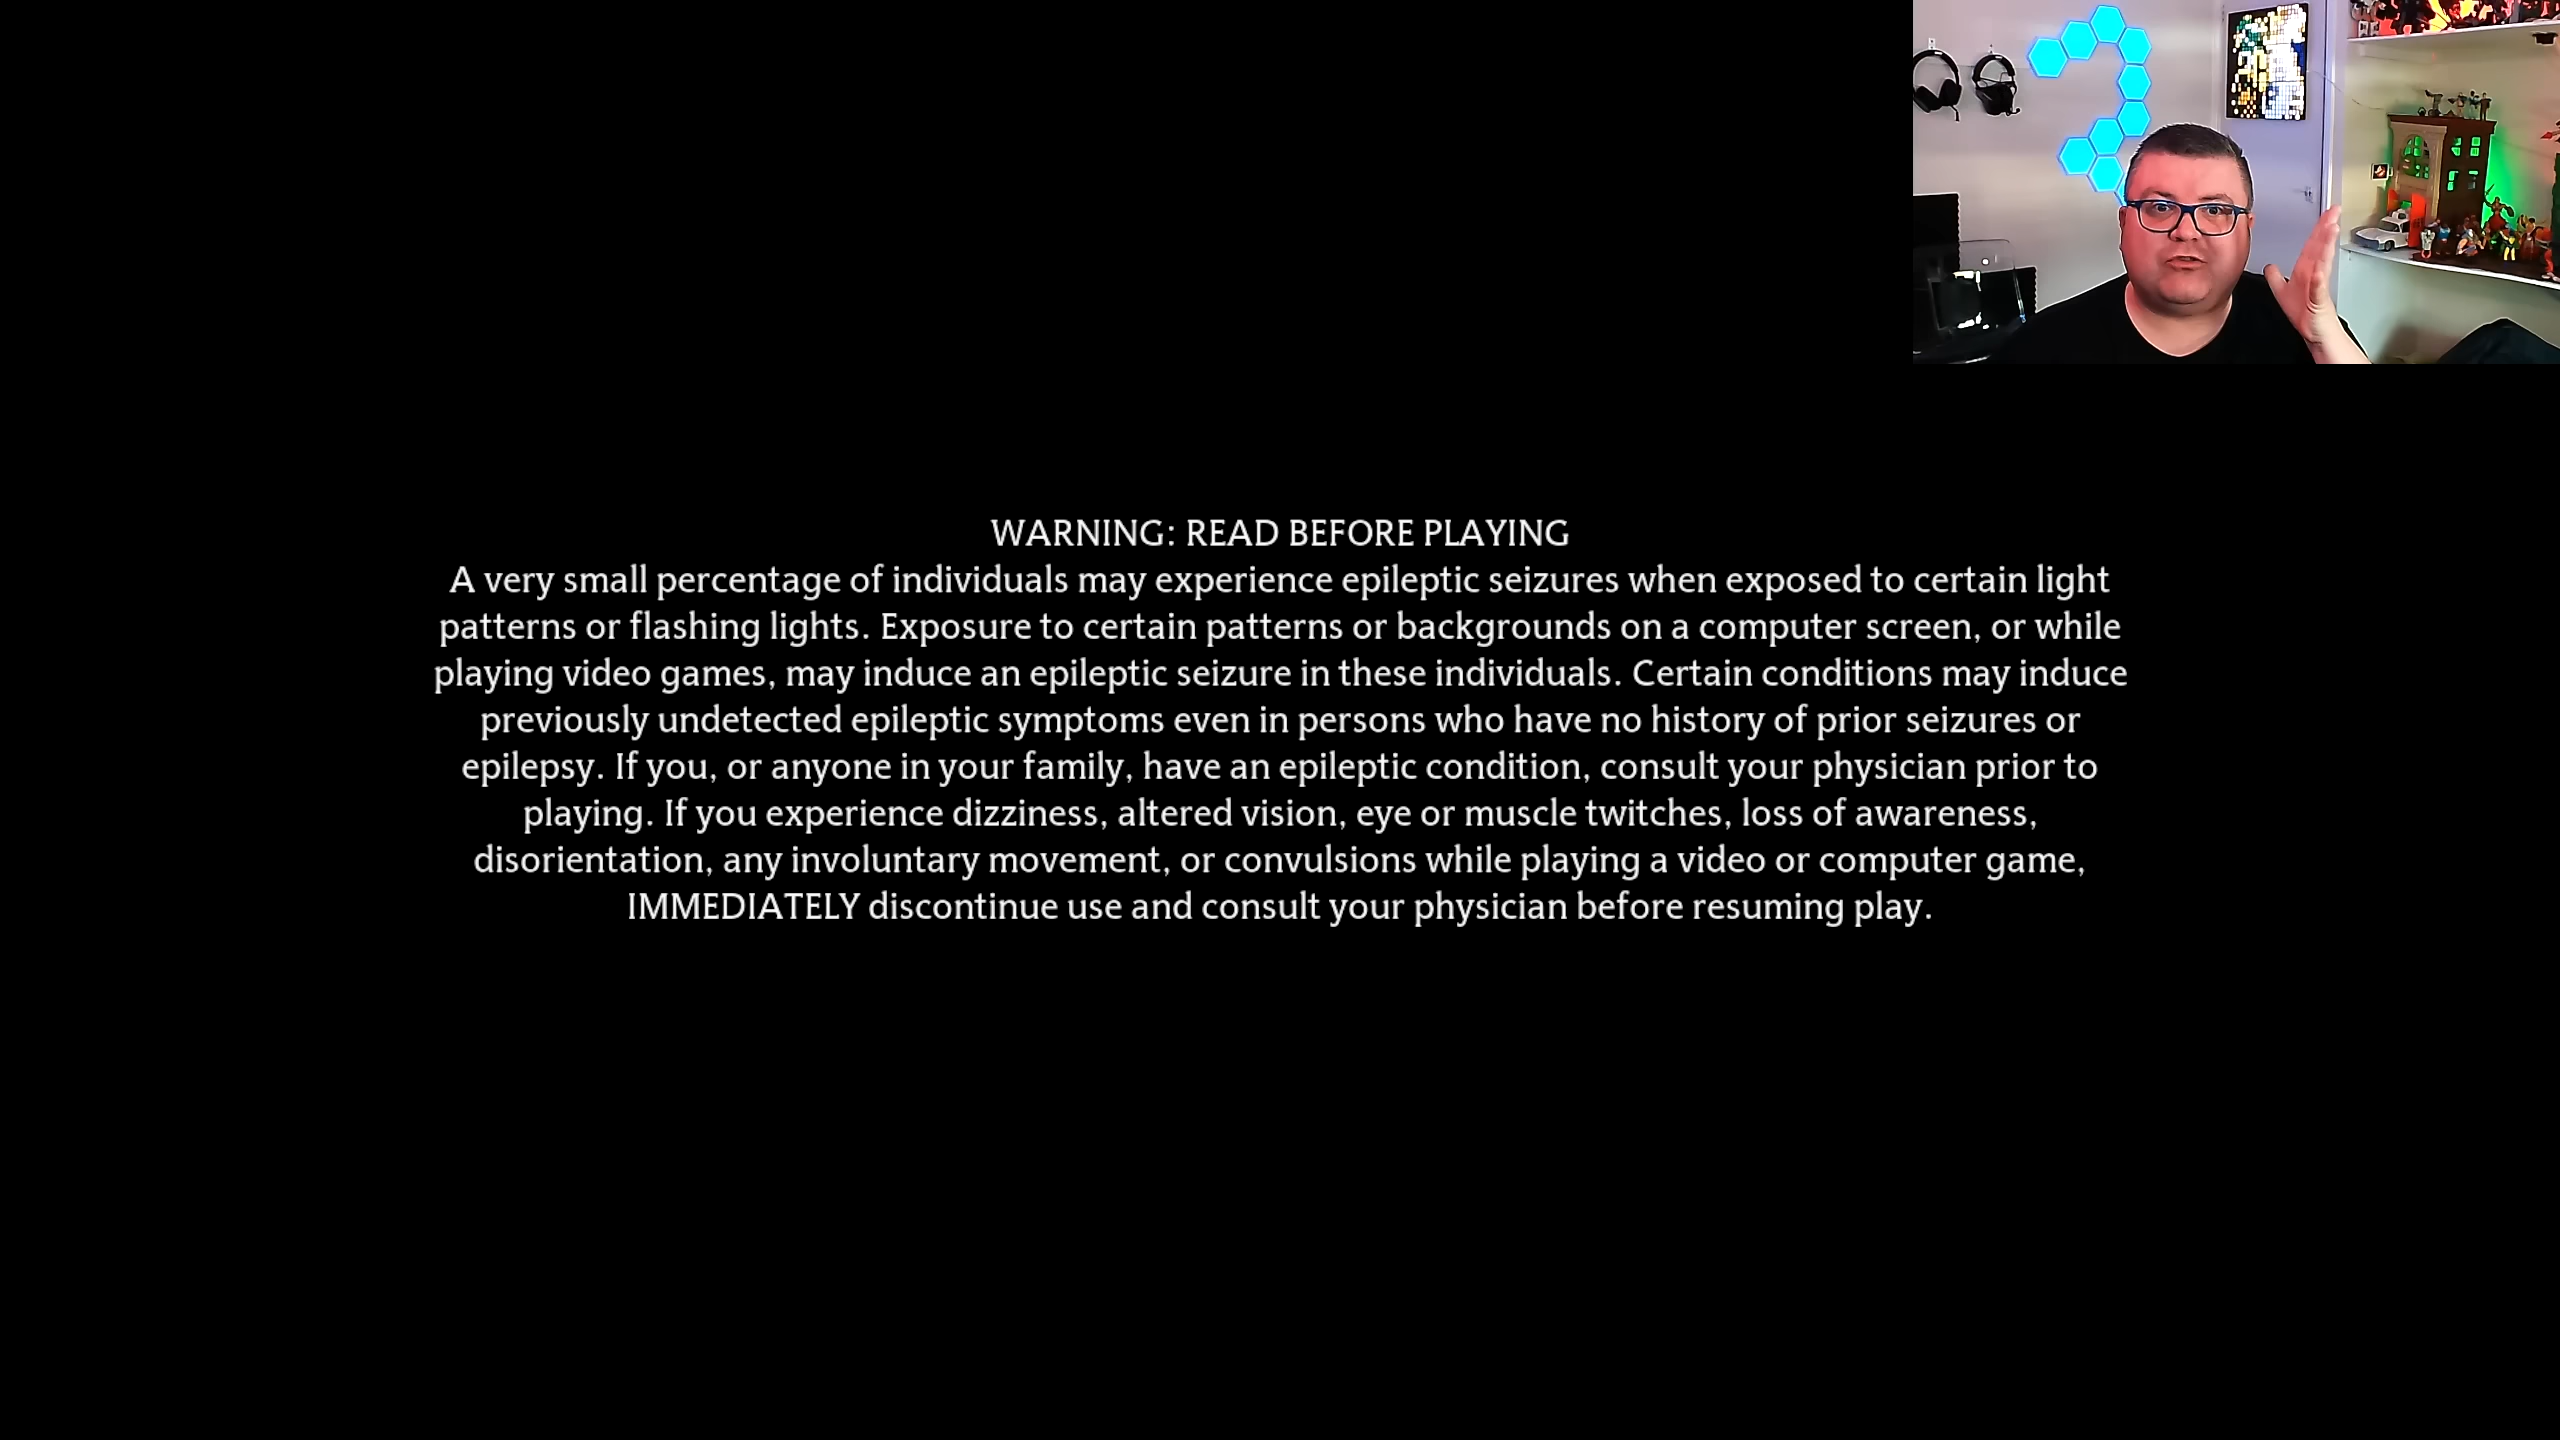 WARNING: READ BEFORE PLAYING
A very small percentage of individuals may experience epileptic seizures when exposed to certain light
patterns or flashing lights. Exposure to certain patterns or backgrounds on a computer screen, or while
playing video games, may induce an epileptic seizure in these individuals. Certain conditions may induce
previously undetected epileptic symptoms even in persons who have no history of prior seizures or
epilepsy. If you, or anyone in your family, have an epileptic condition, consult your physician prior to
playing. If you experience dizziness, altered vision, eye or muscle twitches, loss of awareness,
disorientation, any involuntary movement, or convulsions while playing a video or computer game,
IMMEDIATELY discontinue use and consult your physician before resuming play.